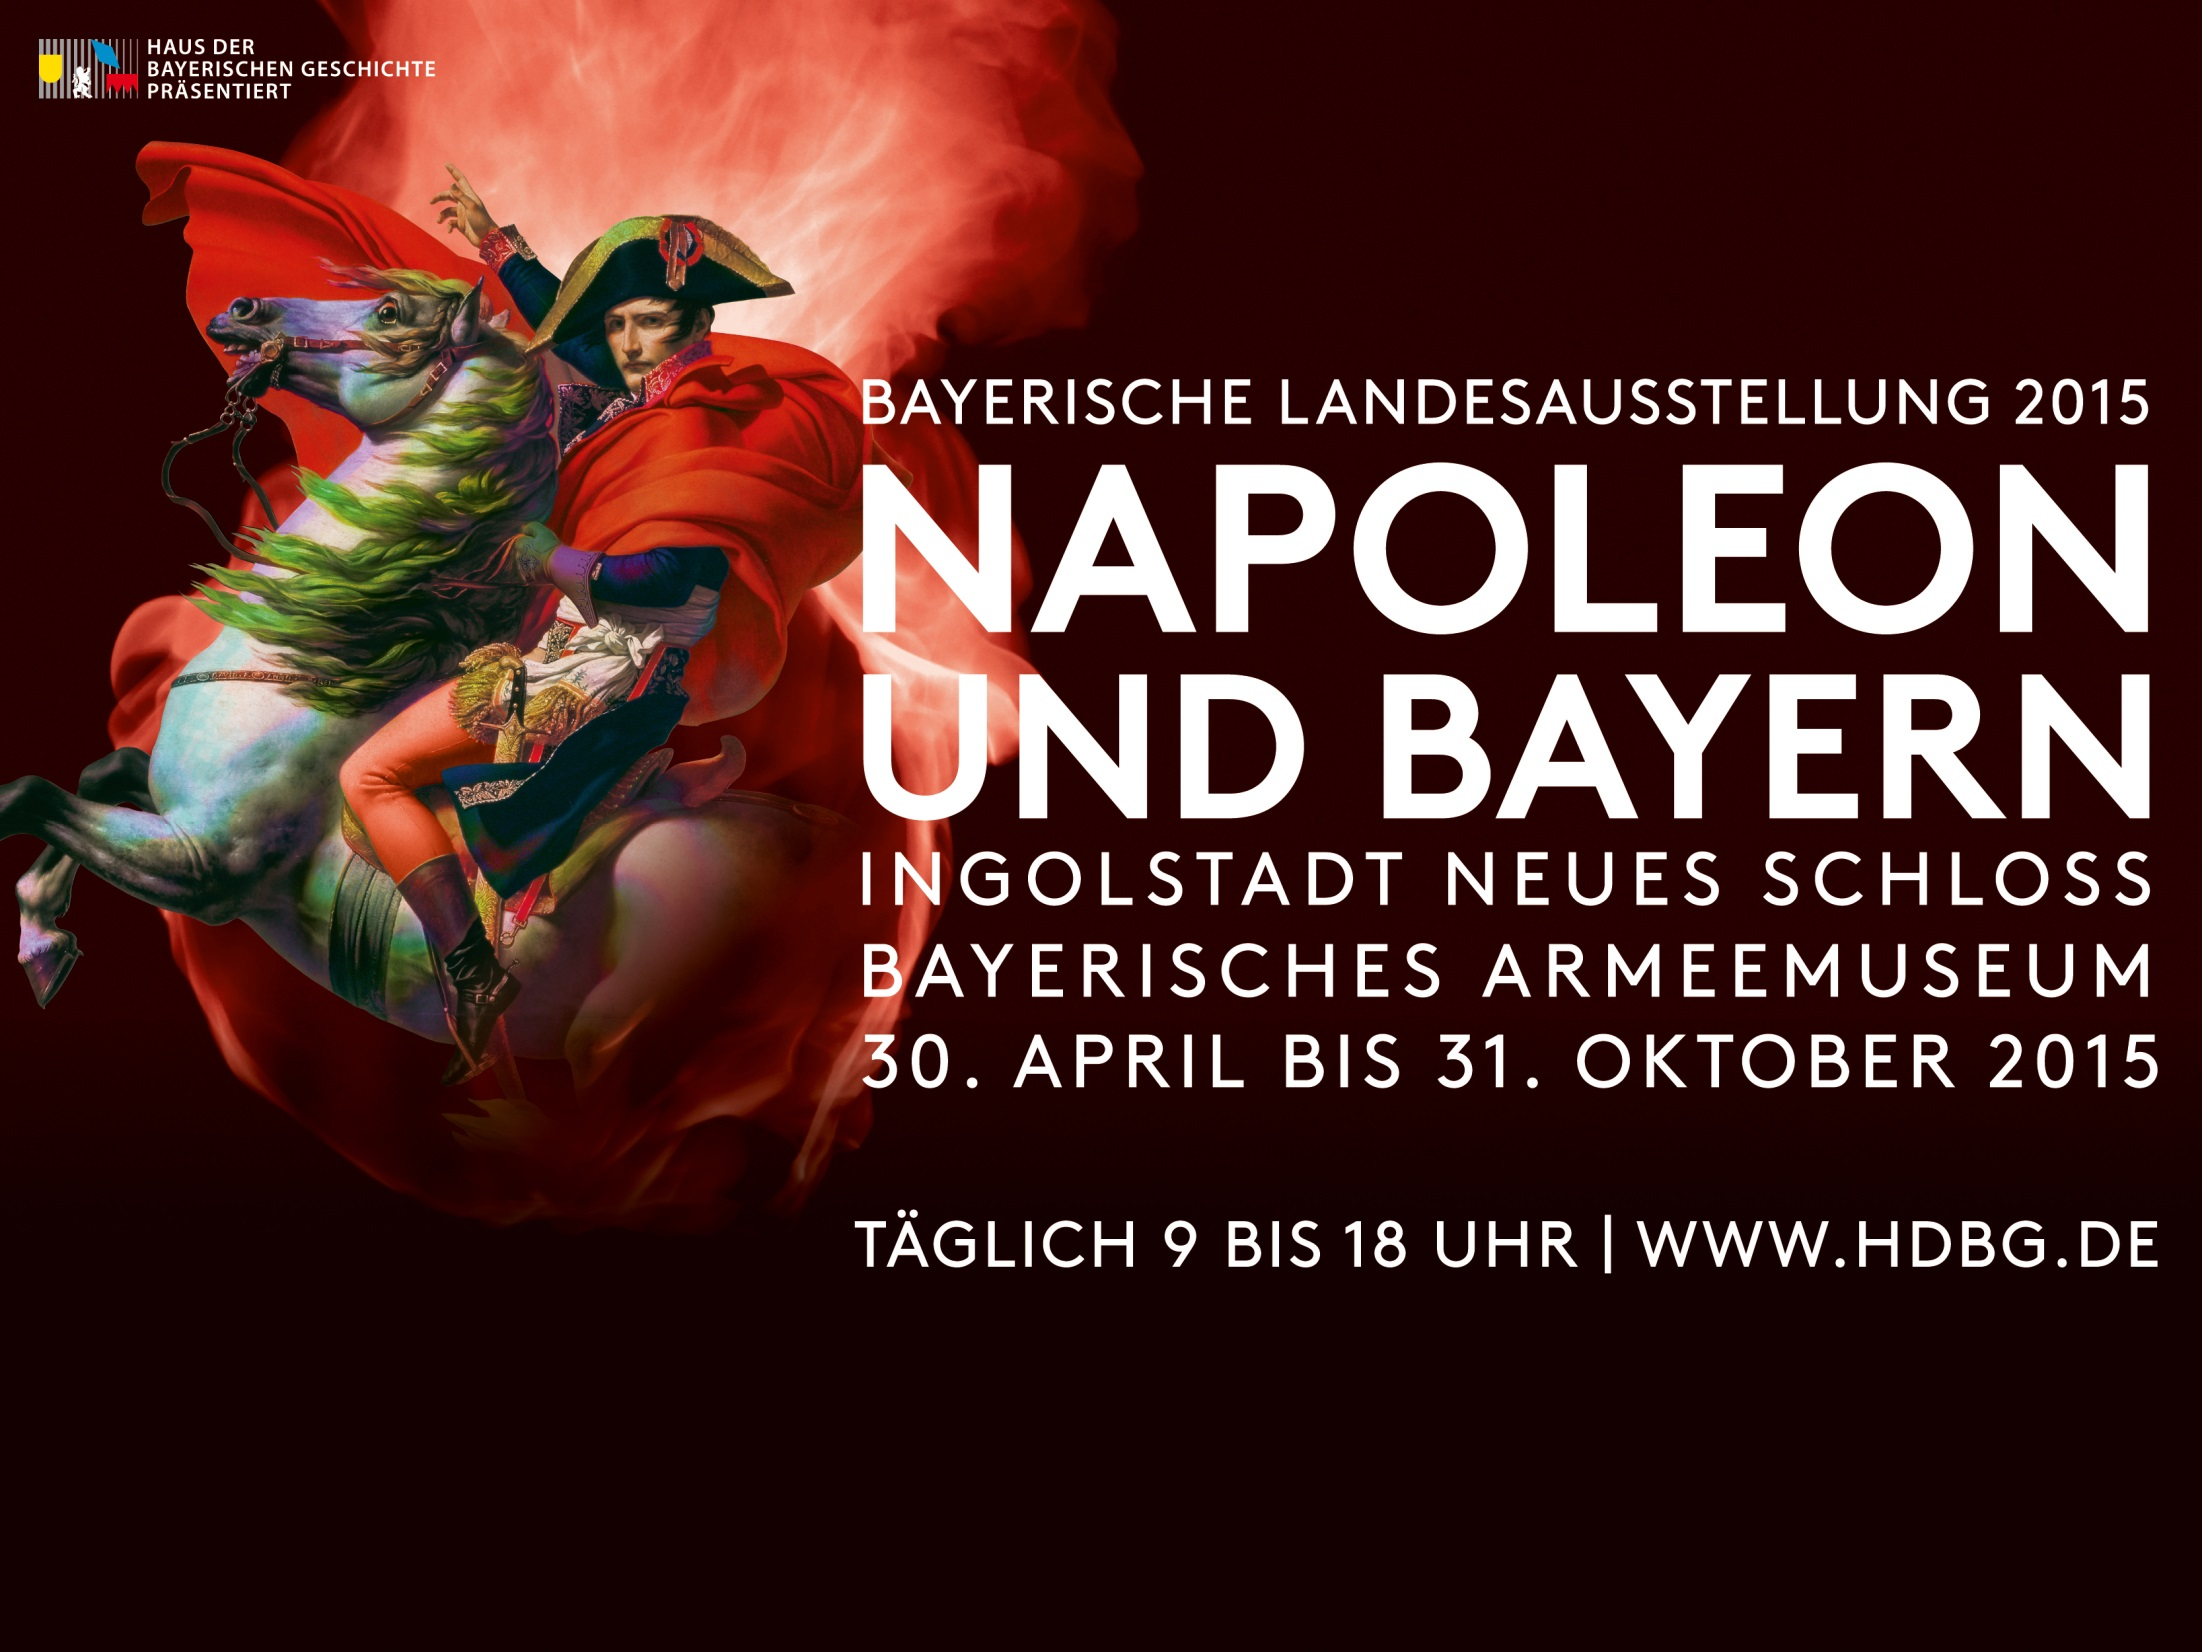 HAUS DER
BAYERISCHEN GESCHICHTE
PRÄSENTIERT
BAYERISCHE LANDESAUSSTELLUNG 2015
NAPOLEON
UND BAYERN
INGOLSTADT NEUES SCHLOSS
BAYERISCHES ARMEEMUSEUM
30. APRIL BIS 31. OKTOBER 2015
TÄGLICH 9 BIS 18 UHR | WWW.HDBG.DE